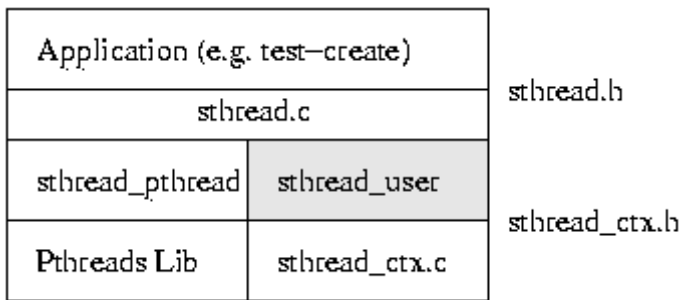 Application (e.g. test–create)
sthread.h
sthread.c
sthread_pthread
sthread_user
sthread_ctx.h
Pthreads Lib
sthread_ctx.c